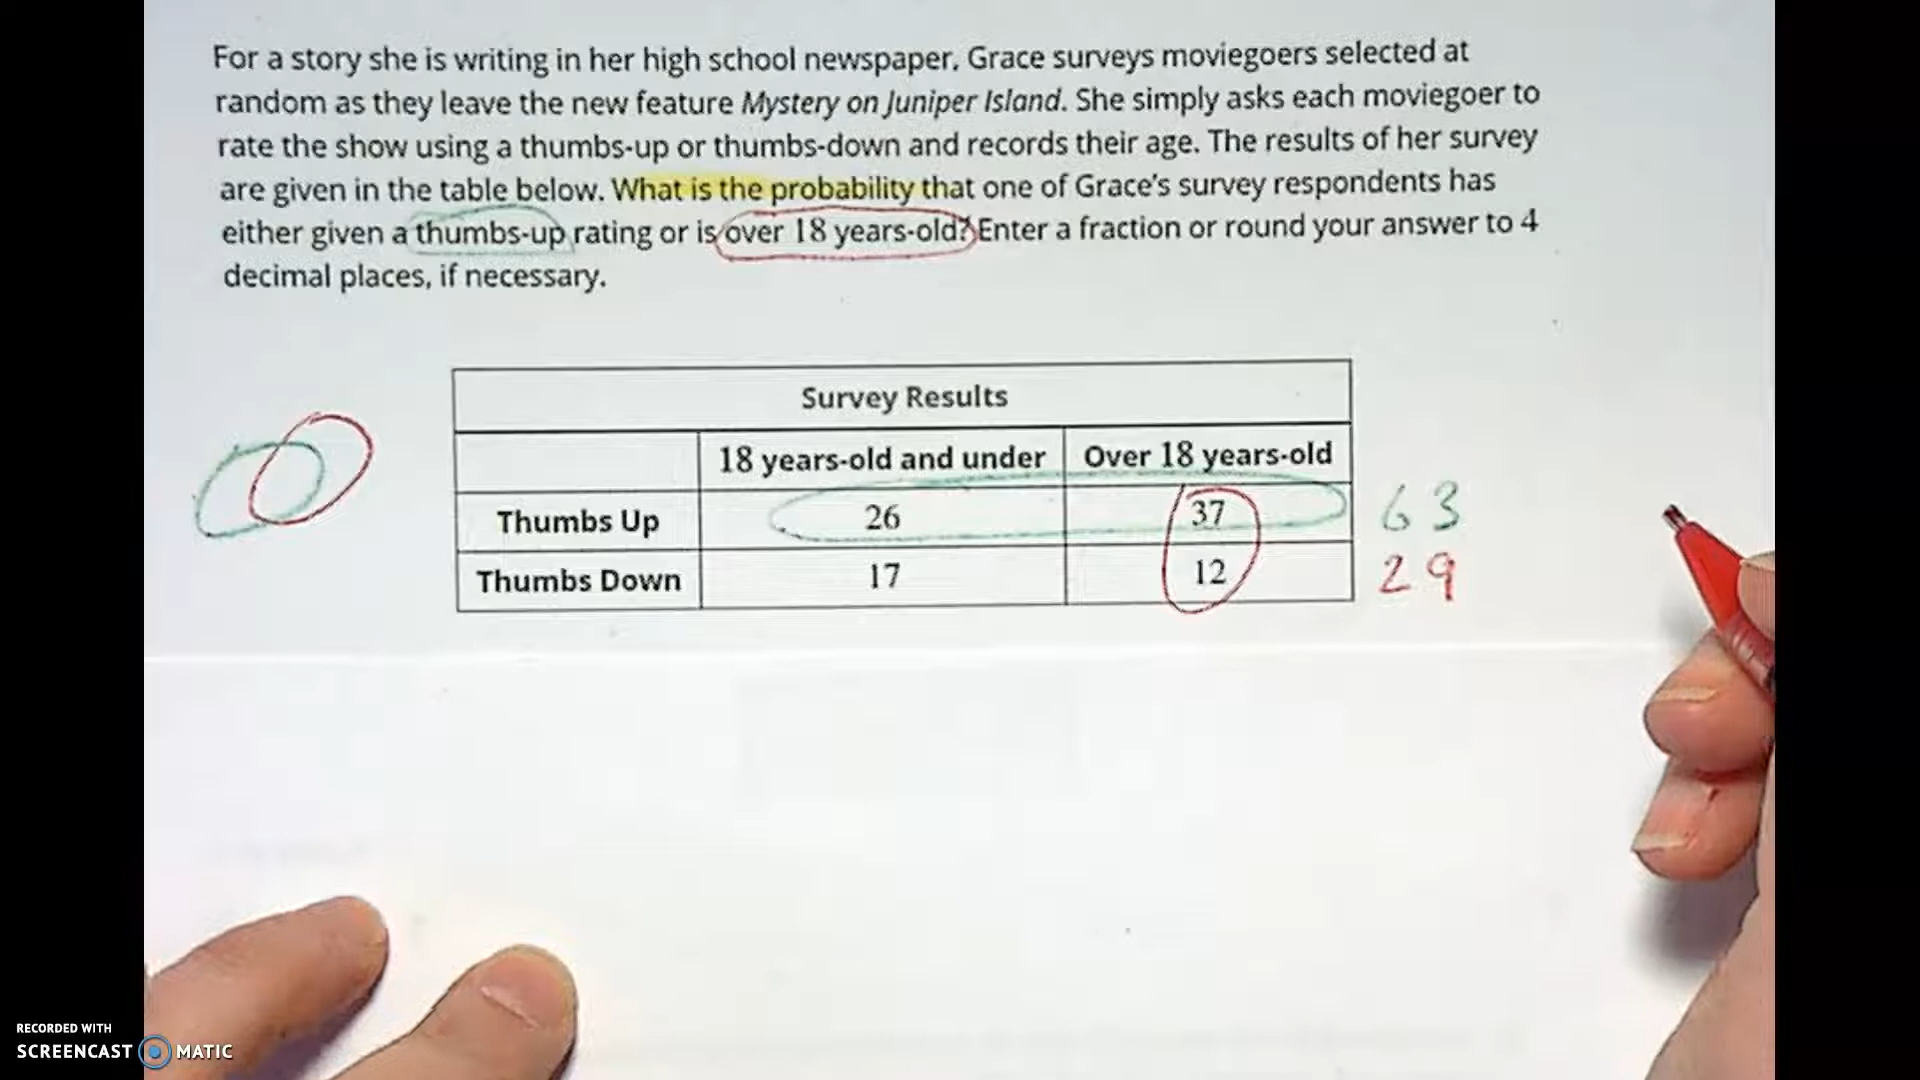 For a story she is writing in her high school newspaper, Grace surveys moviegoers selected at
random as they leave the new feature Mystery on Juniper Island. She simply asks each moviegoer to
rate the show using a thumbs-up or thumbs-down and records their age. The results of her survey
are given in the table below. What is the probability that one of Grace's survey respondents has
either given a thumbs-up rating or is over 18 years-old? Enter a fraction or round your answer to 4
decimal places, if necessary.
Survey Results
18 years-old and under Over 18 years-old
Thumbs Up 26 37 63
Thumbs Down 17 12 29
RECORDED WITH
SCREENCAST MATIC